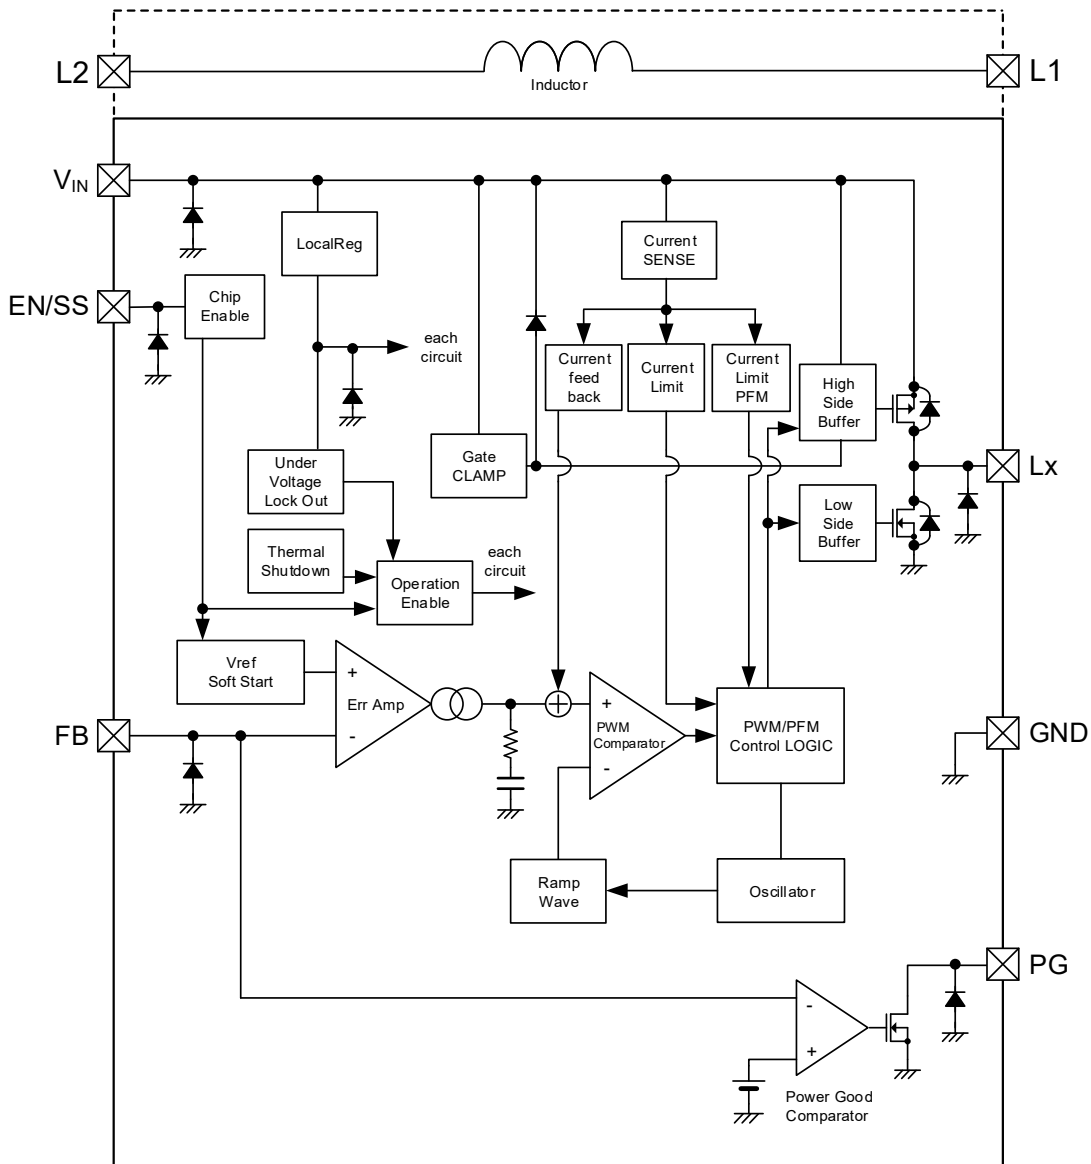 L2
L1
Inductor
VIN
LocalReg
Current
SENSE
EN/SS
Chip
Enable
each
circuit
Current
feed
back
Current
Limit
Current
Limit
PFM
High
Side
Buffer
Gate
CLAMP
Under
Voltage
Lock Out
Lx
Low
Side
Buffer
Thermal
Shutdown
each
circuit
Operation
Enable
Vref
Soft Start
+
Err Amp
-
+
PWM
Comparator
-
PWM/PFM
Control LOGIC
FB
GND
Ramp
Wave
Oscillator
PG
-
+
Power Good
Comparator